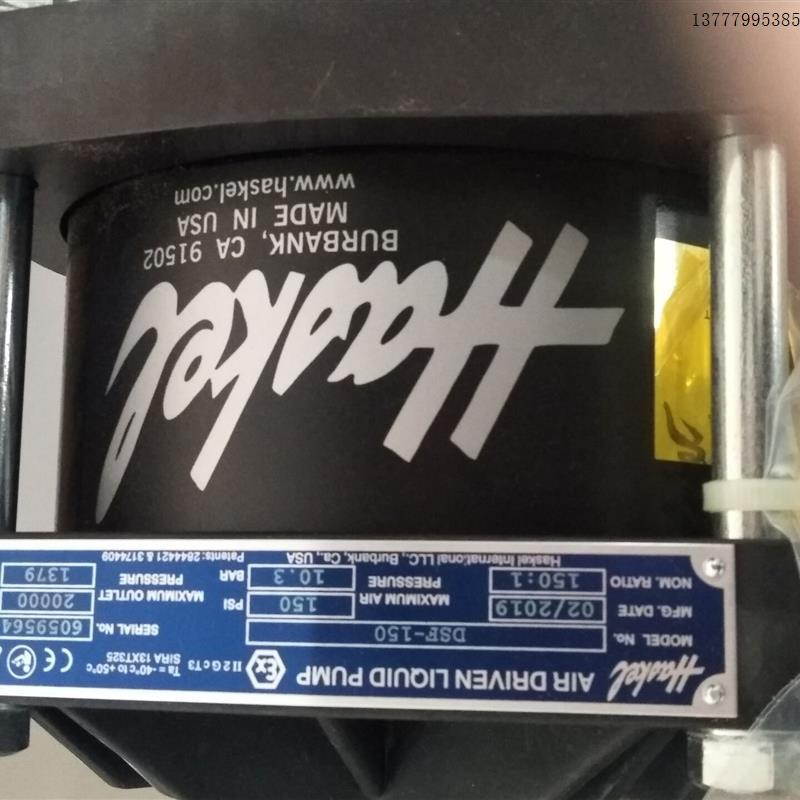 13777995385
Haskel
BURBANK, CA 91502
MADE IN USA
www.haskel.com
Haskel AIR DRIVEN LIQUID PUMP Ex II 2 G c T3 Ta = -40°c to +50°c SIRA 13XT325 CE
MODEL No. DSF-150
MFG. DATE 02/2019 MAXIMUM AIR PRESSURE 150 PSI 10.3 BAR SERIAL No. 6059564
NOM. RATIO 150:1 MAXIMUM OUTLET PRESSURE 20000 1379
Haskel International LLC., Burbank, Ca., USA Patents: 2844421 & 3174409